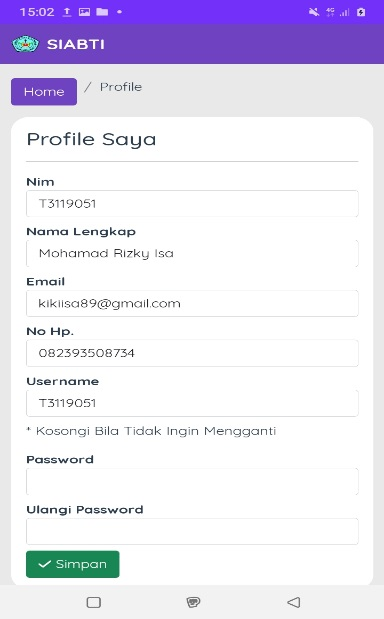 15:02
SIABTI
Home / Profile
Profile Saya
Nim
T3119051
Nama Lengkap
Mohamad Rizky Isa
Email
kikiisa89@gmail.com
No Hp.
082393508734
Username
T3119051
* Kosongi Bila Tidak Ingin Mengganti
Password
Ulangi Password
Simpan